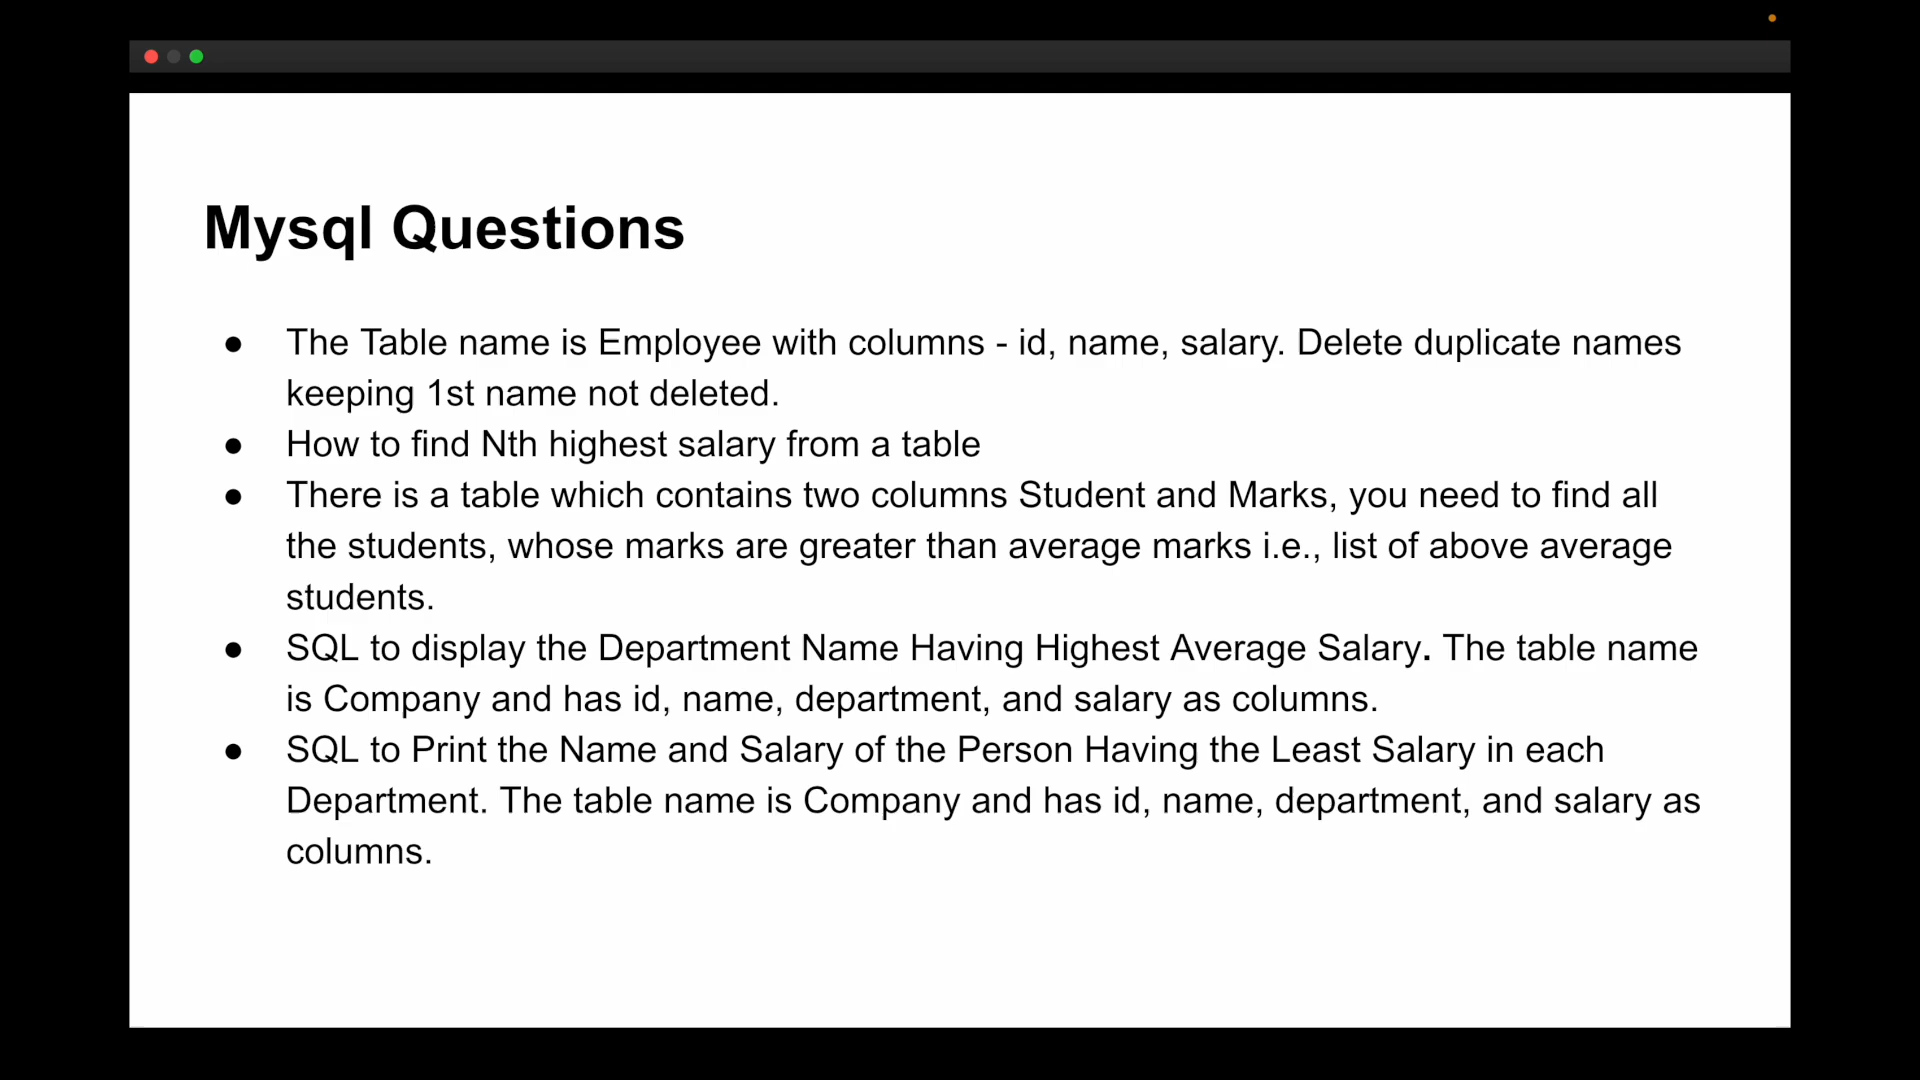 Mysql Questions
● The Table name is Employee with columns - id, name, salary. Delete duplicate names
keeping 1st name not deleted.
● How to find Nth highest salary from a table
● There is a table which contains two columns Student and Marks, you need to find all
the students, whose marks are greater than average marks i.e., list of above average
students.
● SQL to display the Department Name Having Highest Average Salary. The table name
is Company and has id, name, department, and salary as columns.
● SQL to Print the Name and Salary of the Person Having the Least Salary in each
Department. The table name is Company and has id, name, department, and salary as
columns.